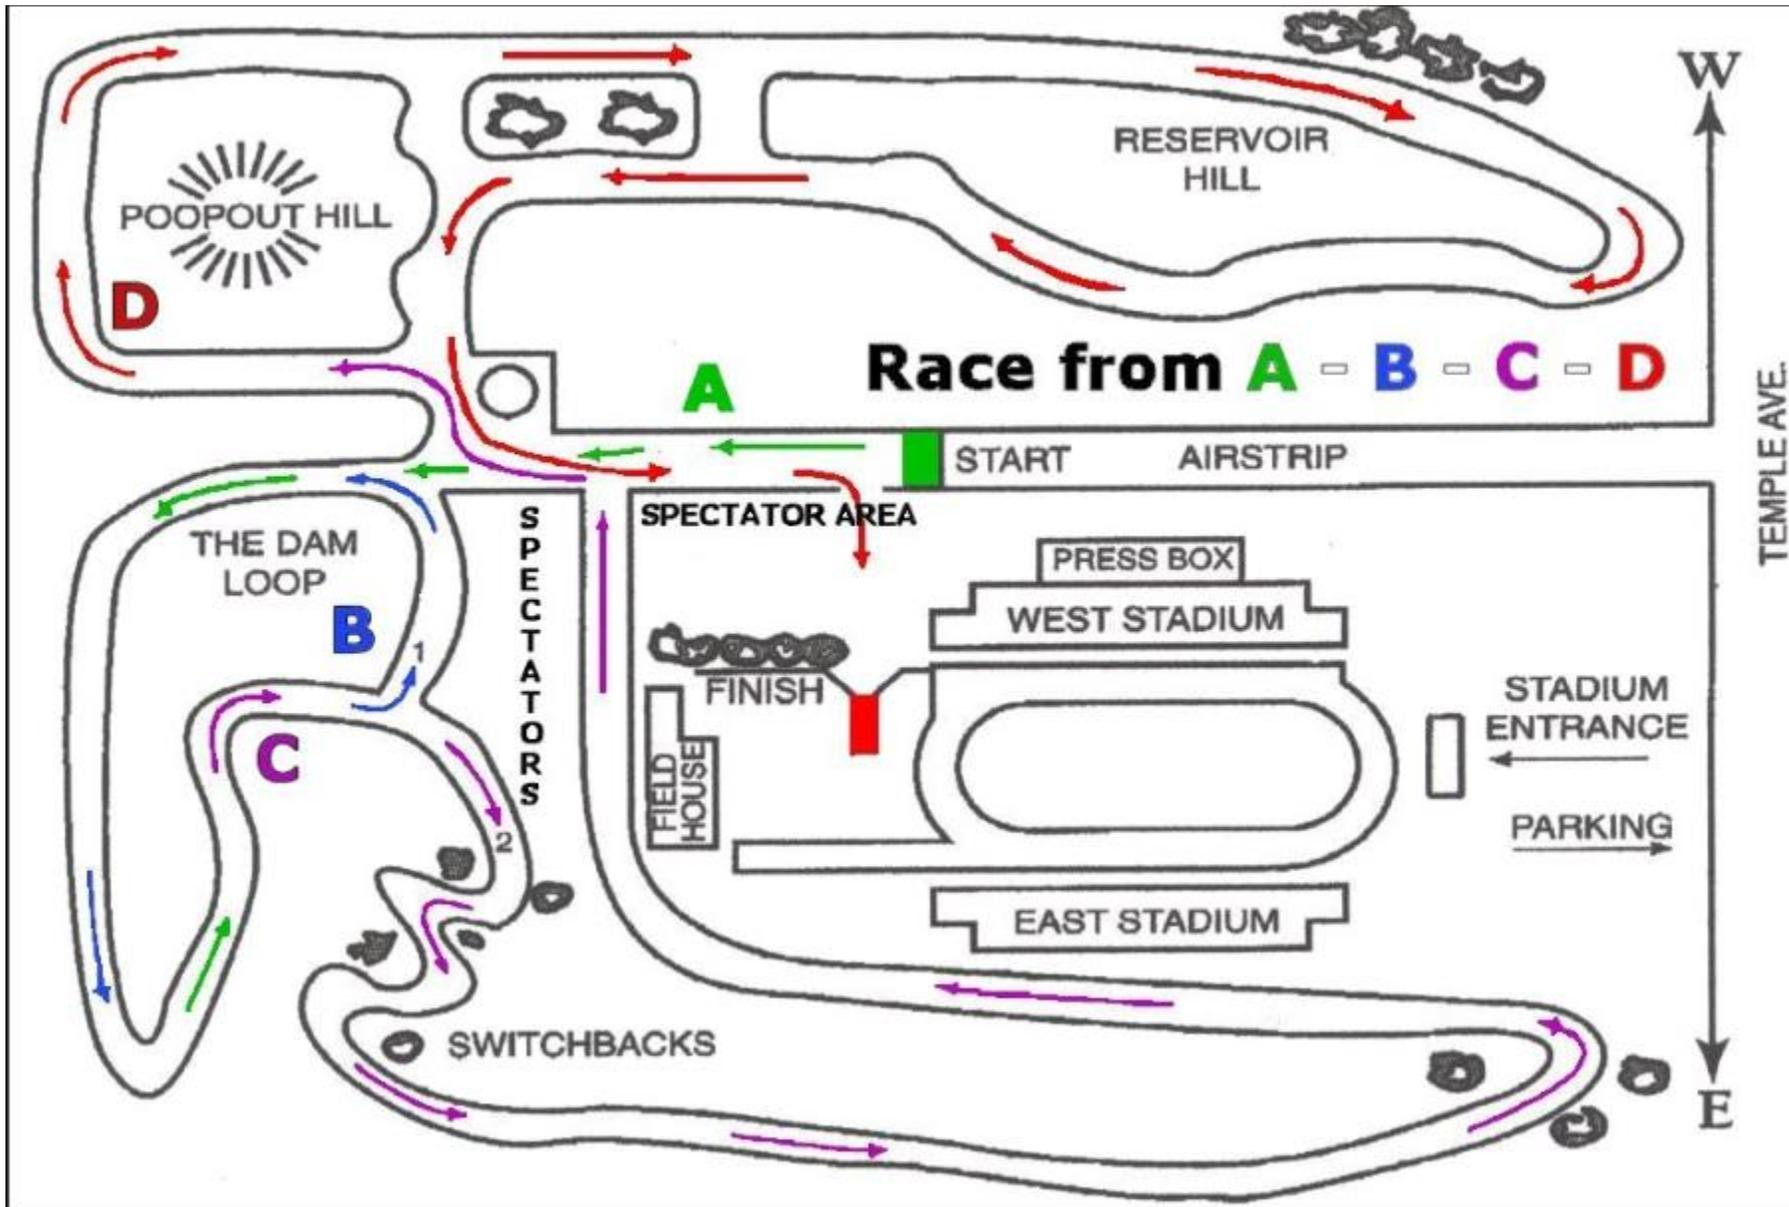 W
RESERVOIR
HILL
POOPOUT HILL
D
A
Race from A - B - C - D
TEMPLE AVE.
START
AIRSTRIP
SPECTATOR AREA
SPECTATORS
THE DAM
LOOP
B
1
PRESS BOX
WEST STADIUM
FINISH
STADIUM
ENTRANCE
C
FIELD
HOUSE
2
PARKING
EAST STADIUM
SWITCHBACKS
E